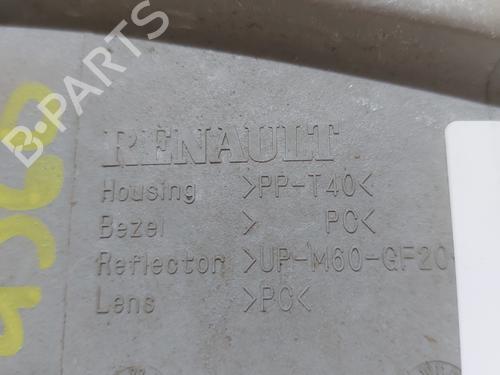 B-PARTS
RENAULT
Housing >PP-T40<
Bezel > PC<
Reflector >UP-M60-GF20
Lens >PC<